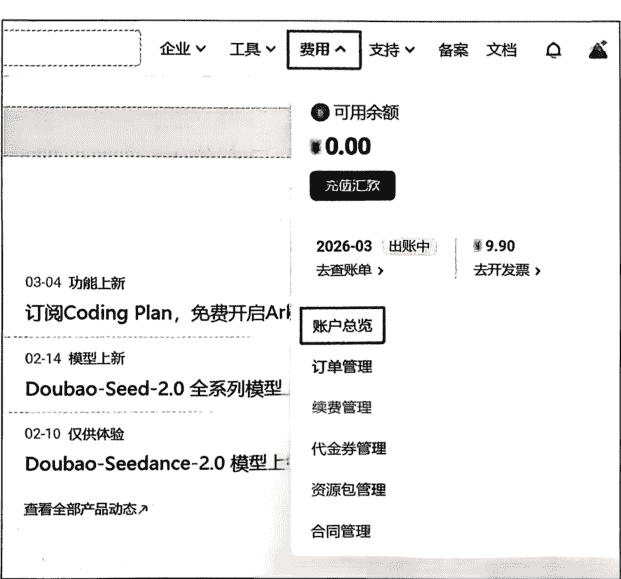 企业 工具 费用 支持 备案 文档
可用余额
0.00
充值汇款
2026-03 出账中 9.90
去查账单 › 去开发票 ›
03-04 功能上新
订阅Coding Plan，免费开启Ar
账户总览
订单管理
02-14 模型上新
Doubao-Seed-2.0 全系列模型
续费管理
02-10 仅供体验
代金券管理
Doubao-Seedance-2.0 模型上
资源包管理
查看全部产品动态↗
合同管理